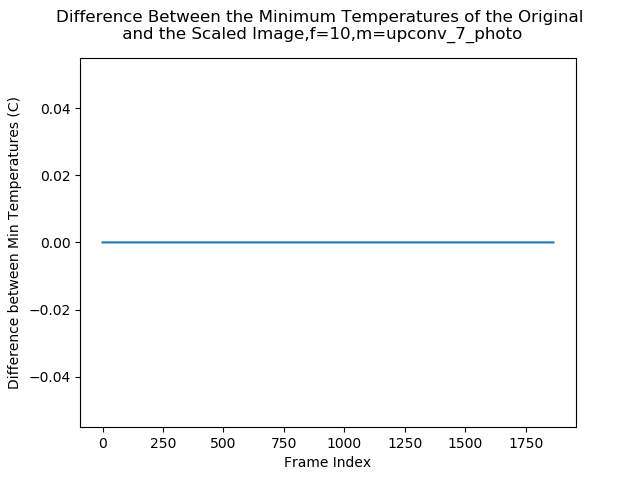 Difference Between the Minimum Temperatures of the Original
and the Scaled Image,f=10,m=upconv_7_photo
Difference between Min Temperatures (C)
0.04
0.02
0.00
−0.02
−0.04
0 250 500 750 1000 1250 1500 1750
Frame Index